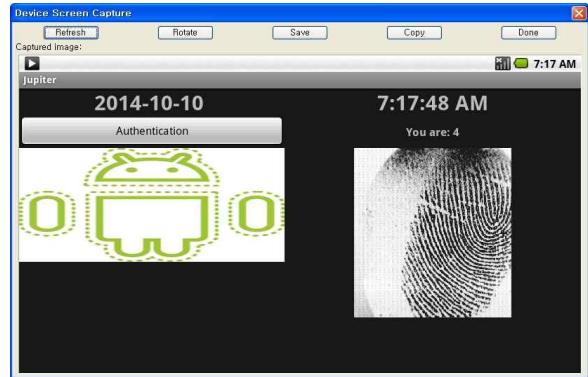 Device Screen Capture
Refresh Rotate Save Copy Done
Captured image:
7:17 AM
Jupiter
2014-10-10 7:17:48 AM
Authentication You are: 4